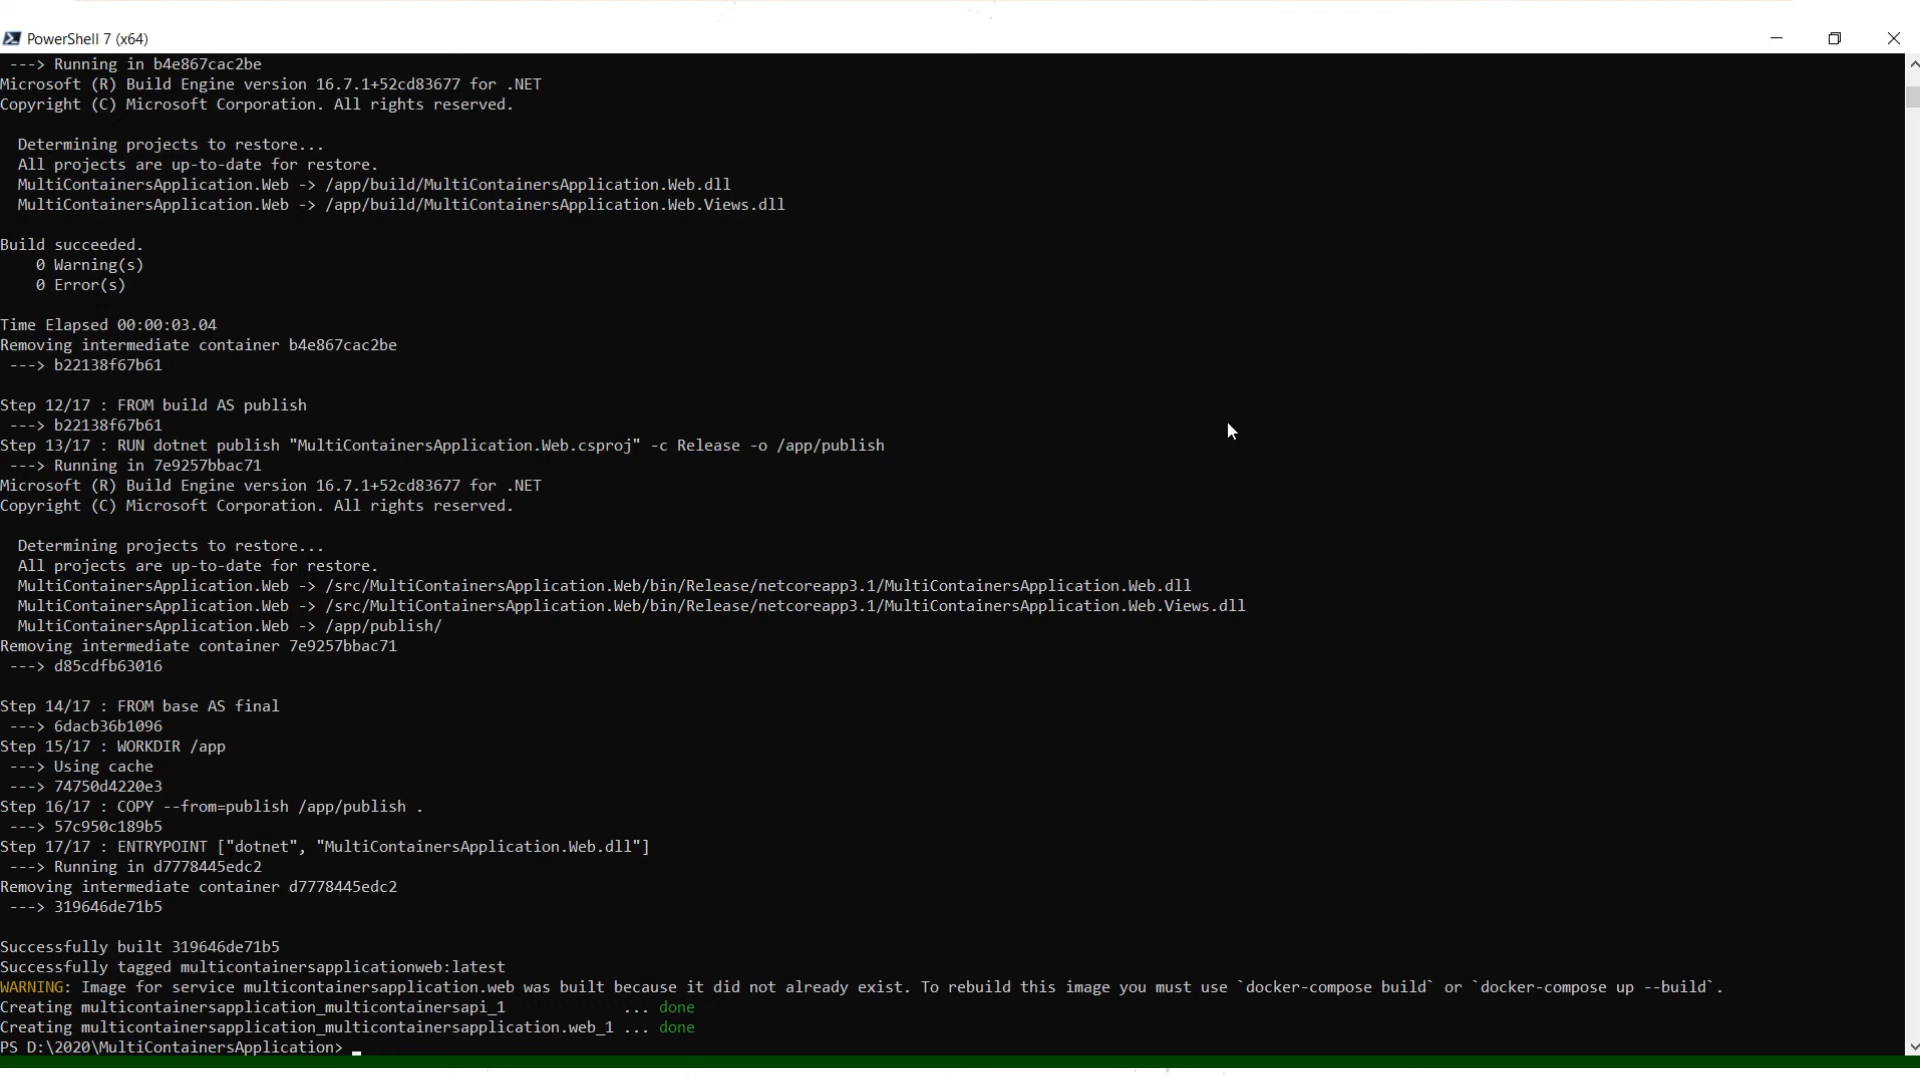 PowerShell 7 (x64)
---> Running in b4e867cac2be
Microsoft (R) Build Engine version 16.7.1+52cd83677 for .NET
Copyright (C) Microsoft Corporation. All rights reserved.
Determining projects to restore...
All projects are up-to-date for restore.
MultiContainersApplication.Web -> /app/build/MultiContainersApplication.Web.dll
MultiContainersApplication.Web -> /app/build/MultiContainersApplication.Web.Views.dll
Build succeeded.
0 Warning(s)
0 Error(s)
Time Elapsed 00:00:03.04
Removing intermediate container b4e867cac2be
---> b22138f67b61
Step 12/17 : FROM build AS publish
---> b22138f67b61
Step 13/17 : RUN dotnet publish "MultiContainersApplication.Web.csproj" -c Release -o /app/publish
---> Running in 7e9257bbac71
Microsoft (R) Build Engine version 16.7.1+52cd83677 for .NET
Copyright (C) Microsoft Corporation. All rights reserved.
Determining projects to restore...
All projects are up-to-date for restore.
MultiContainersApplication.Web -> /src/MultiContainersApplication.Web/bin/Release/netcoreapp3.1/MultiContainersApplication.Web.dll
MultiContainersApplication.Web -> /src/MultiContainersApplication.Web/bin/Release/netcoreapp3.1/MultiContainersApplication.Web.Views.dll
MultiContainersApplication.Web -> /app/publish/
Removing intermediate container 7e9257bbac71
---> d85cdfb63016
Step 14/17 : FROM base AS final
---> 6dacb36b1096
Step 15/17 : WORKDIR /app
---> Using cache
---> 74750d4220e3
Step 16/17 : COPY --from=publish /app/publish .
---> 57c950c189b5
Step 17/17 : ENTRYPOINT ["dotnet", "MultiContainersApplication.Web.dll"]
---> Running in d7778445edc2
Removing intermediate container d7778445edc2
---> 319646de71b5
Successfully built 319646de71b5
Successfully tagged multicontainersapplicationweb:latest
WARNING: Image for service multicontainersapplication.web was built because it did not already exist. To rebuild this image you must use `docker-compose build` or `docker-compose up --build`.
Creating multicontainersapplication_multicontainersapi_1 ... done
Creating multicontainersapplication_multicontainersapplication.web_1 ... done
PS D:\2020\MultiContainersApplication>